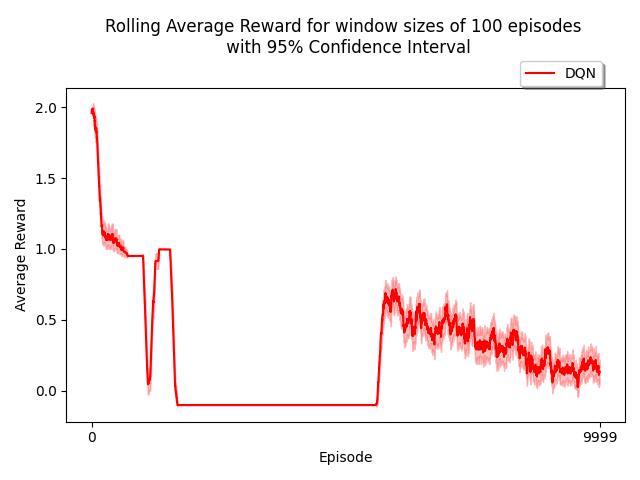 Rolling Average Reward for window sizes of 100 episodes
with 95% Confidence Interval
DQN
2.0
1.5
1.0
0.5
0.0
Average Reward
0
9999
Episode